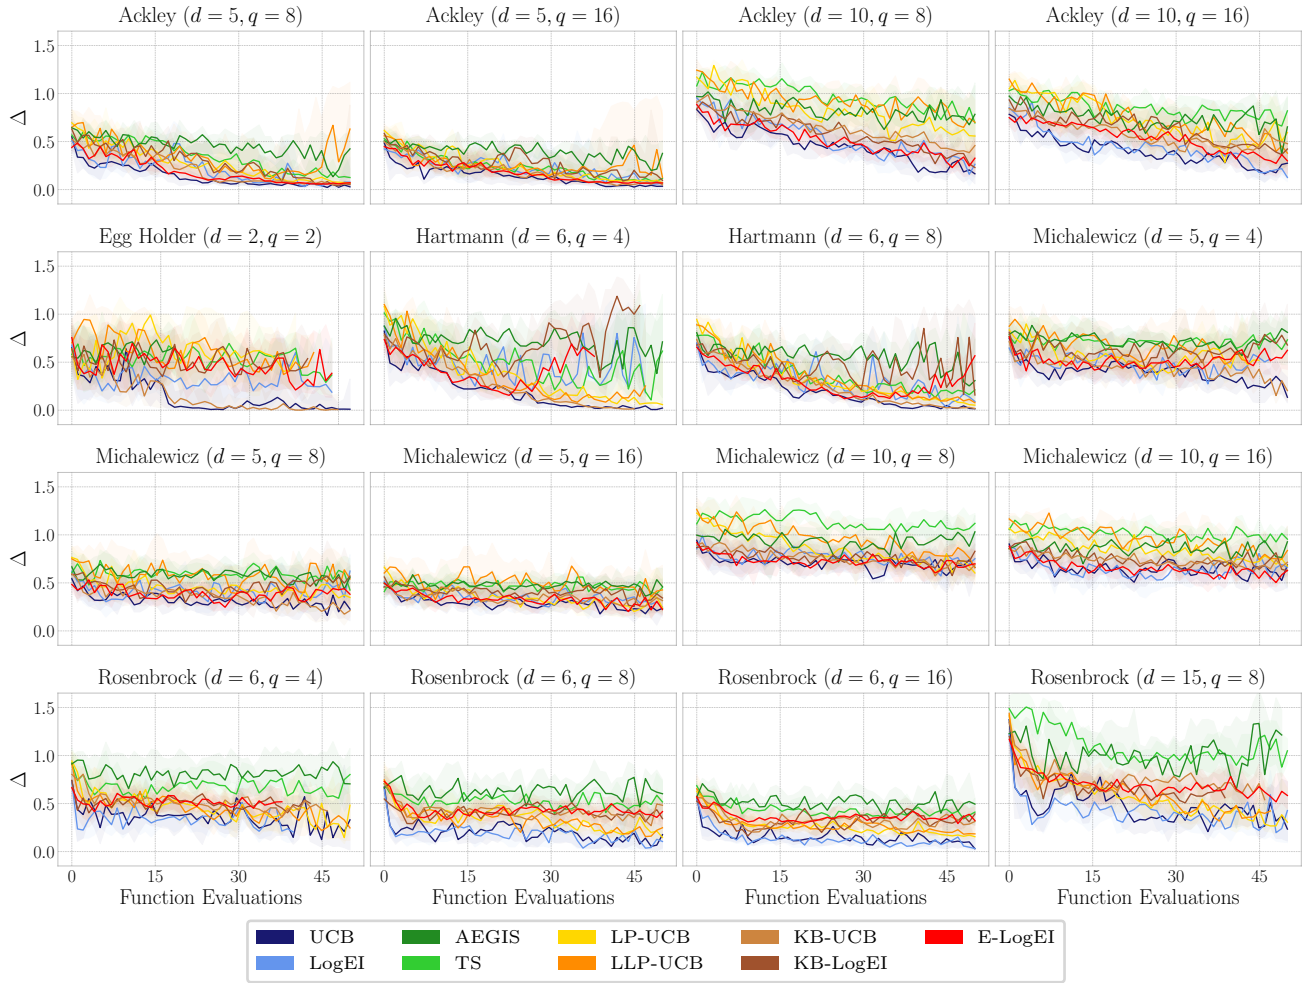 Ackley (d = 5, q = 8) Ackley (d = 5, q = 16) Ackley (d = 10, q = 8) Ackley (d = 10, q = 16)
1.5
1.0
Δ
0.5
0.0
Egg Holder (d = 2, q = 2) Hartmann (d = 6, q = 4) Hartmann (d = 6, q = 8) Michalewicz (d = 5, q = 4)
1.5
1.0
Δ
0.5
0.0
Michalewicz (d = 5, q = 8) Michalewicz (d = 5, q = 16) Michalewicz (d = 10, q = 8) Michalewicz (d = 10, q = 16)
1.5
1.0
Δ
0.5
0.0
Rosenbrock (d = 6, q = 4) Rosenbrock (d = 6, q = 8) Rosenbrock (d = 6, q = 16) Rosenbrock (d = 15, q = 8)
1.5
1.0
Δ
0.5
0.0
0 15 30 45 0 15 30 45 0 15 30 45 0 15 30 45
Function Evaluations Function Evaluations Function Evaluations Function Evaluations
UCB AEGIS LP-UCB KB-UCB E-LogEI
LogEI TS LLP-UCB KB-LogEI